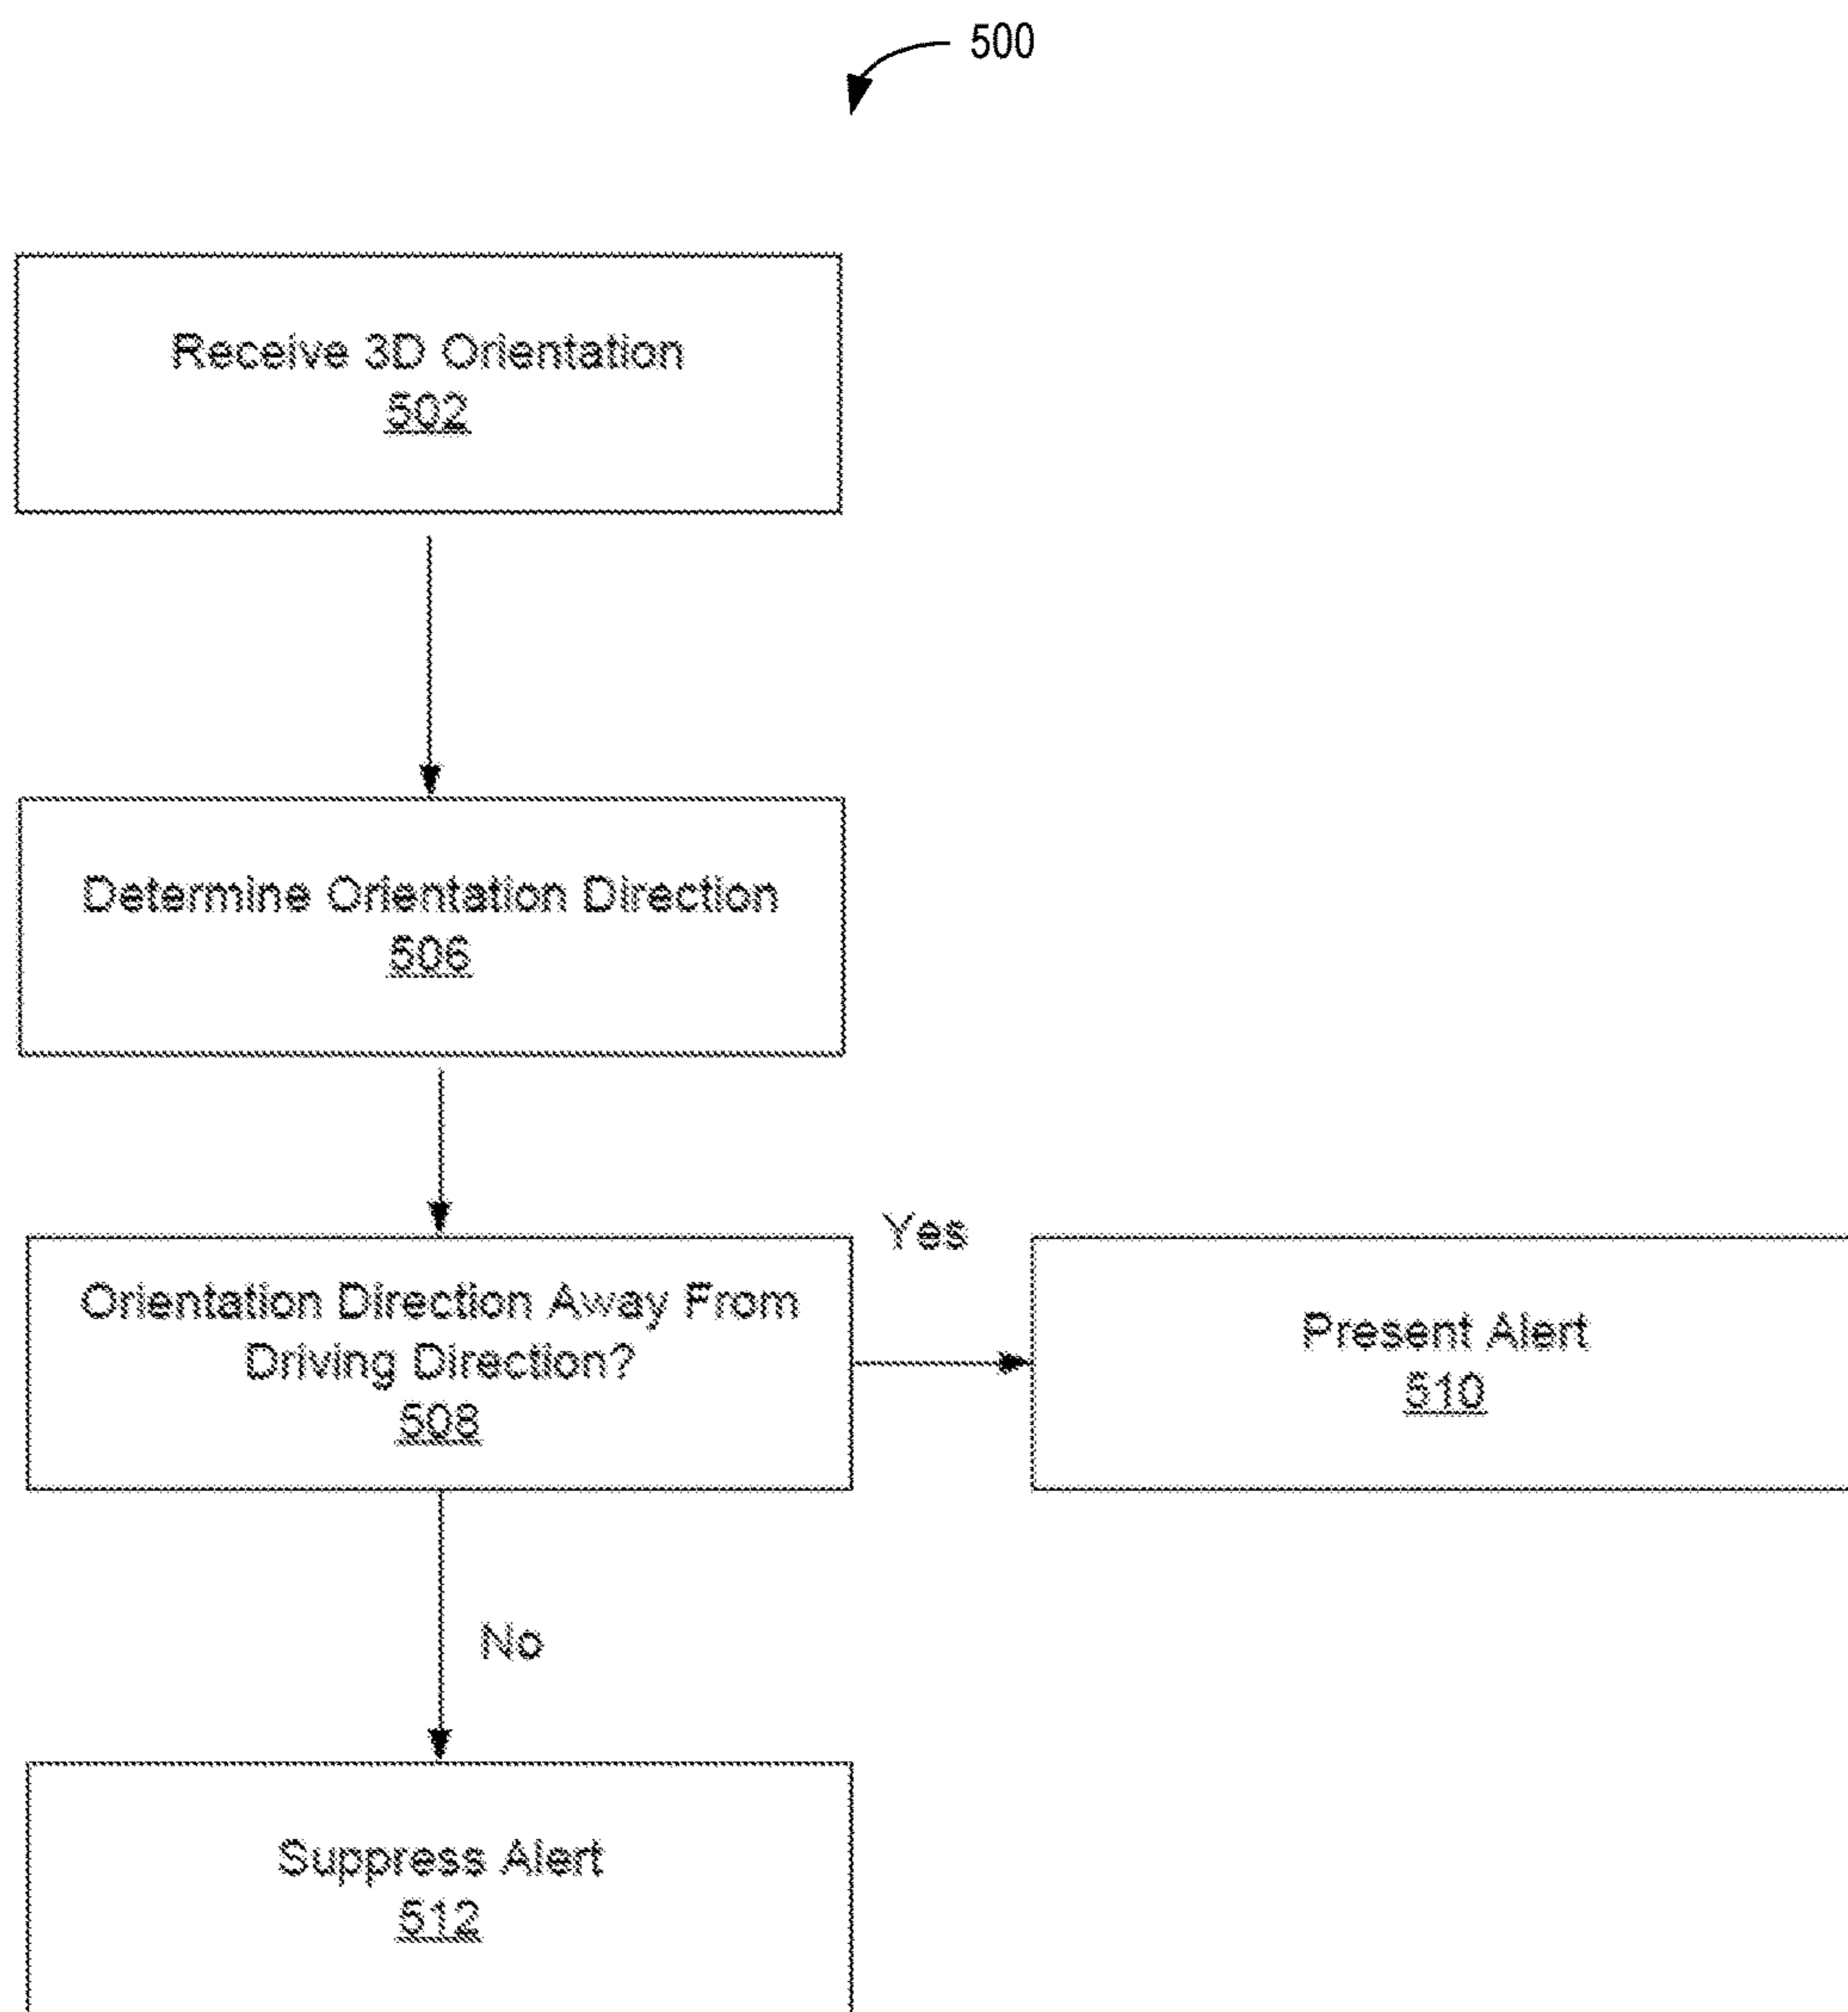 500
Receive 3D Orientation
502
Determine Orientation Direction
506
Orientation Direction Away From
Driving Direction?
508
Yes
Present Alert
510
No
Suppress Alert
512